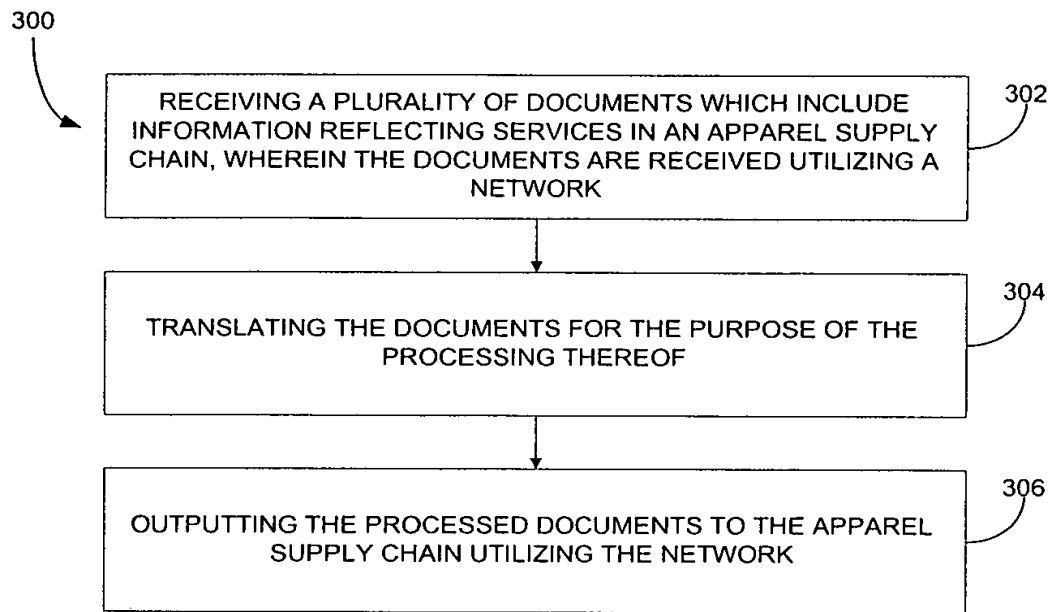 300
RECEIVING A PLURALITY OF DOCUMENTS WHICH INCLUDE
INFORMATION REFLECTING SERVICES IN AN APPAREL SUPPLY
CHAIN, WHEREIN THE DOCUMENTS ARE RECEIVED UTILIZING A
NETWORK
302
TRANSLATING THE DOCUMENTS FOR THE PURPOSE OF THE
PROCESSING THEREOF
304
OUTPUTTING THE PROCESSED DOCUMENTS TO THE APPAREL
SUPPLY CHAIN UTILIZING THE NETWORK
306